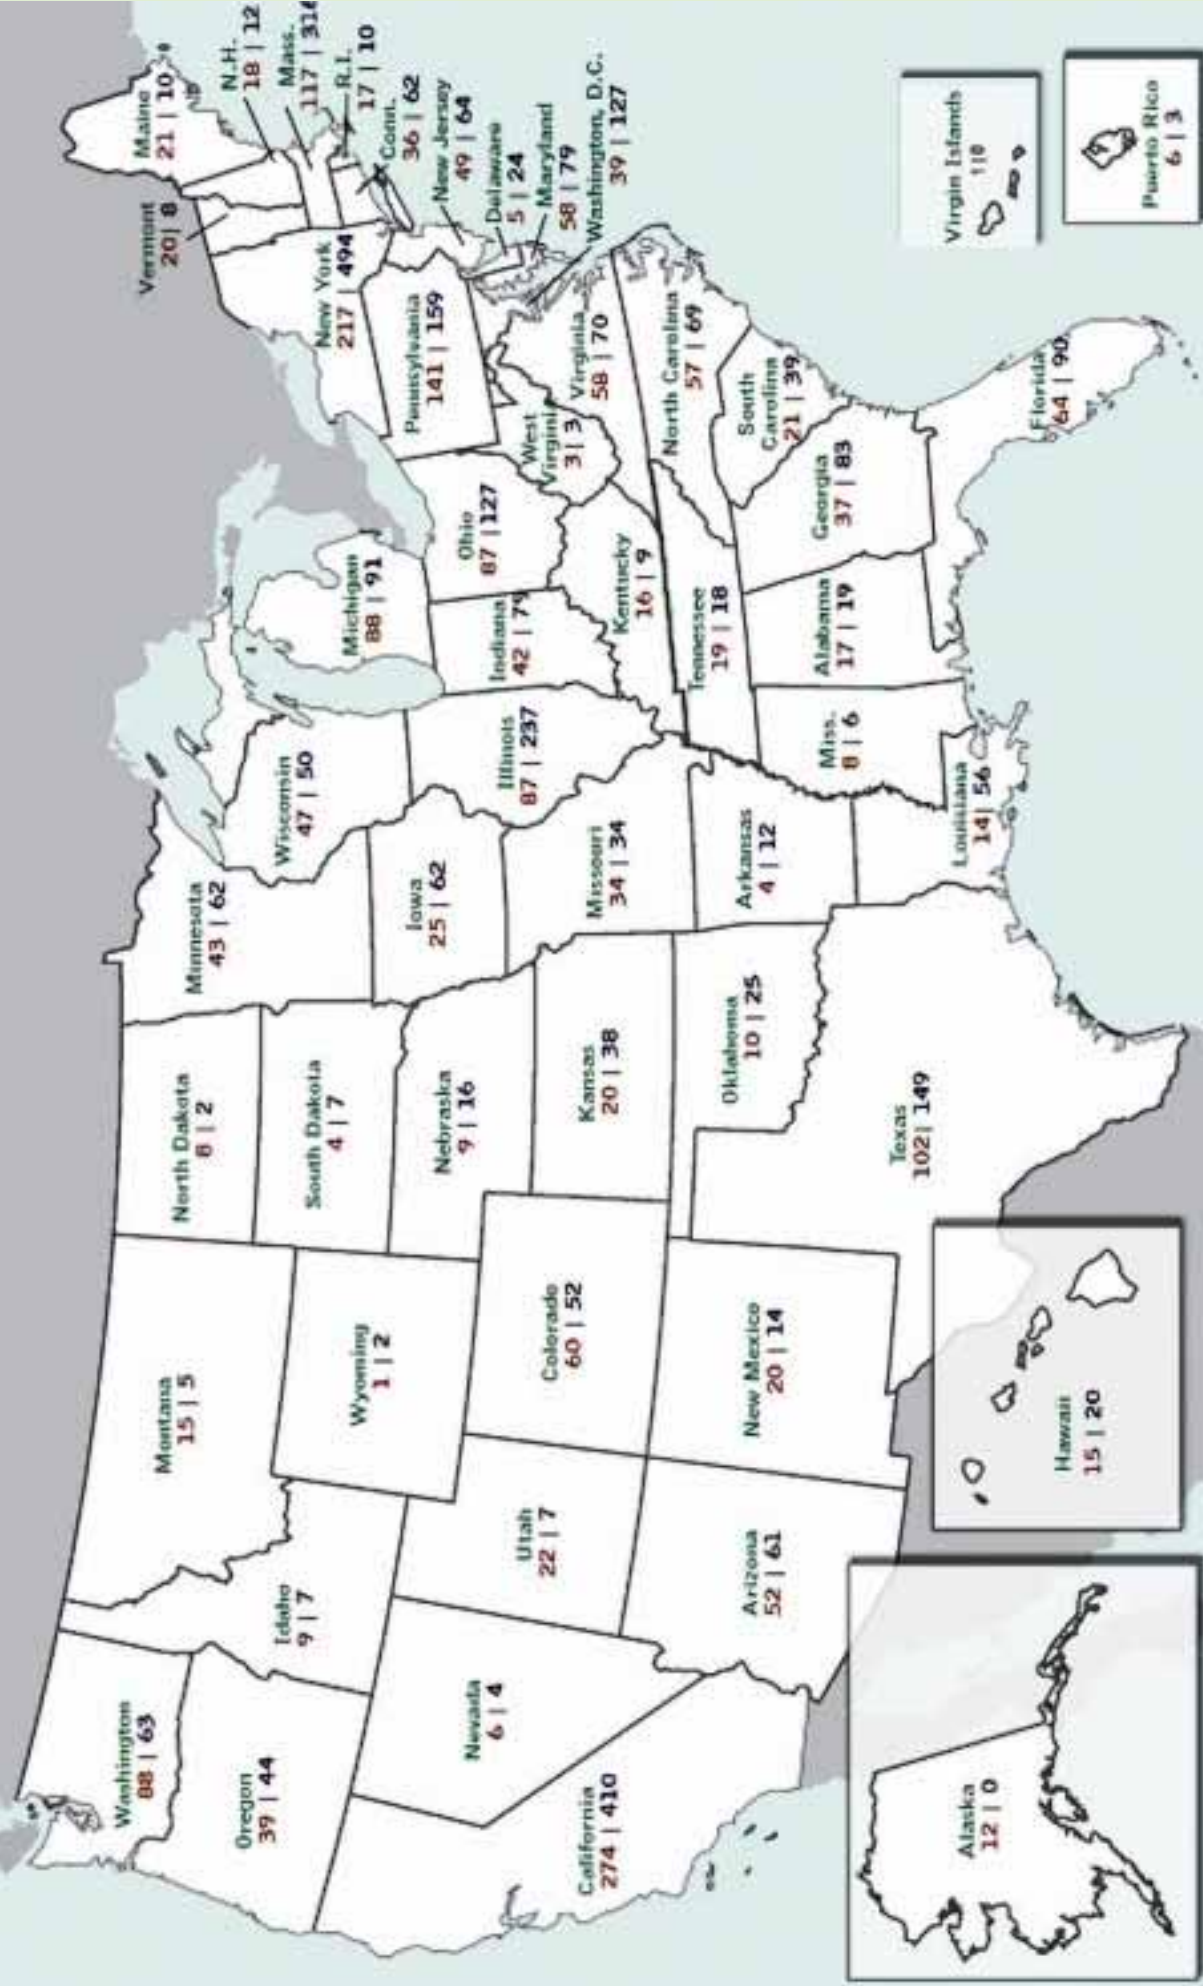 Washington
88 | 63
Oregon
39 | 44
California
274 | 410
Nevada
6 | 4
Idaho
9 | 7
Montana
15 | 5
Wyoming
1 | 2
Utah
22 | 7
Arizona
52 | 61
Colorado
60 | 52
New Mexico
20 | 14
North Dakota
8 | 2
South Dakota
4 | 7
Nebraska
9 | 16
Kansas
20 | 38
Oklahoma
10 | 25
Texas
102 | 149
Minnesota
43 | 62
Iowa
25 | 62
Missouri
34 | 34
Arkansas
4 | 12
Louisiana
14 | 56
Wisconsin
47 | 50
Illinois
87 | 237
Miss.
8 | 6
Michigan
88 | 91
Indiana
42 | 79
Kentucky
16 | 9
Tennessee
19 | 18
Alabama
17 | 19
Ohio
87 | 127
West
Virginia
3 | 3
Georgia
37 | 83
Florida
64 | 90
South
Carolina
21 | 39
North Carolina
57 | 69
Virginia
58 | 70
Pennsylvania
141 | 159
New York
217 | 494
Vermont
20 | 8
Maine
21 | 10
N.H.
18 | 12
Mass.
117 | 316
R.I.
17 | 10
Conn.
36 | 62
New Jersey
49 | 64
Delaware
5 | 24
Maryland
58 | 79
Washington, D.C.
39 | 127
Alaska
12 | 0
Hawaii
15 | 20
Virgin Islands
1 | 0
Puerto Rico
6 | 3